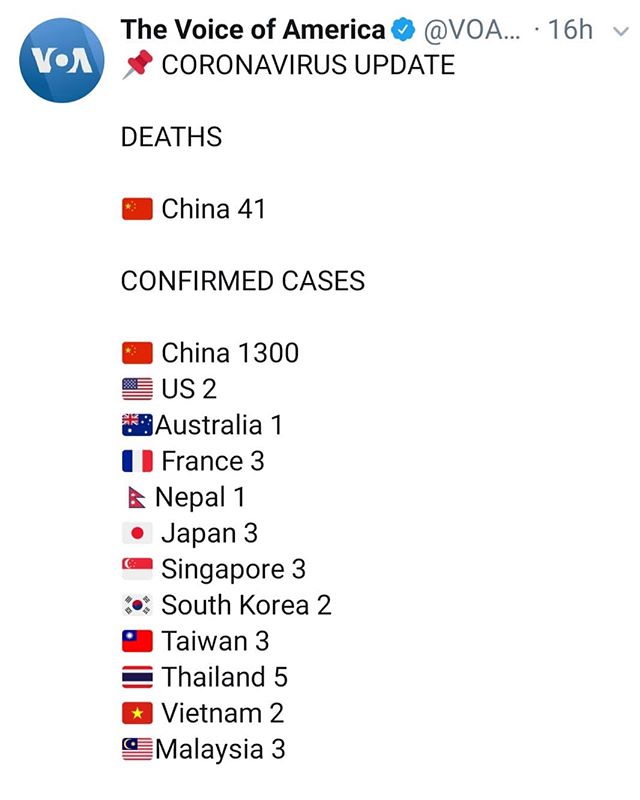 VOA
The Voice of America @VOA... · 16h
📌 CORONAVIRUS UPDATE
DEATHS
🇨🇳 China 41
CONFIRMED CASES
🇨🇳 China 1300
🇺🇸 US 2
🇦🇺Australia 1
🇫🇷 France 3
🇳🇵 Nepal 1
🇯🇵 Japan 3
🇸🇬 Singapore 3
🇰🇷 South Korea 2
🇹🇼 Taiwan 3
🇹🇭 Thailand 5
🇻🇳 Vietnam 2
🇲🇾Malaysia 3